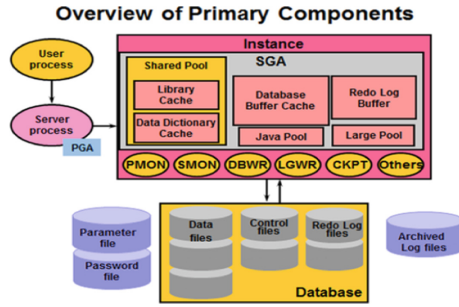 Overview of Primary Components
User
process
Server
process
PGA
Instance
SGA
Shared Pool
Library
Cache
Data Dictionary
Cache
Database
Buffer Cache
Redo Log
Buffer
Java Pool
Large Pool
PMON
SMON
DBWR
LGWR
CKPT
Others
Parameter
file
Password
file
Data
files
Control
files
Redo Log
files
Database
Archived
Log files